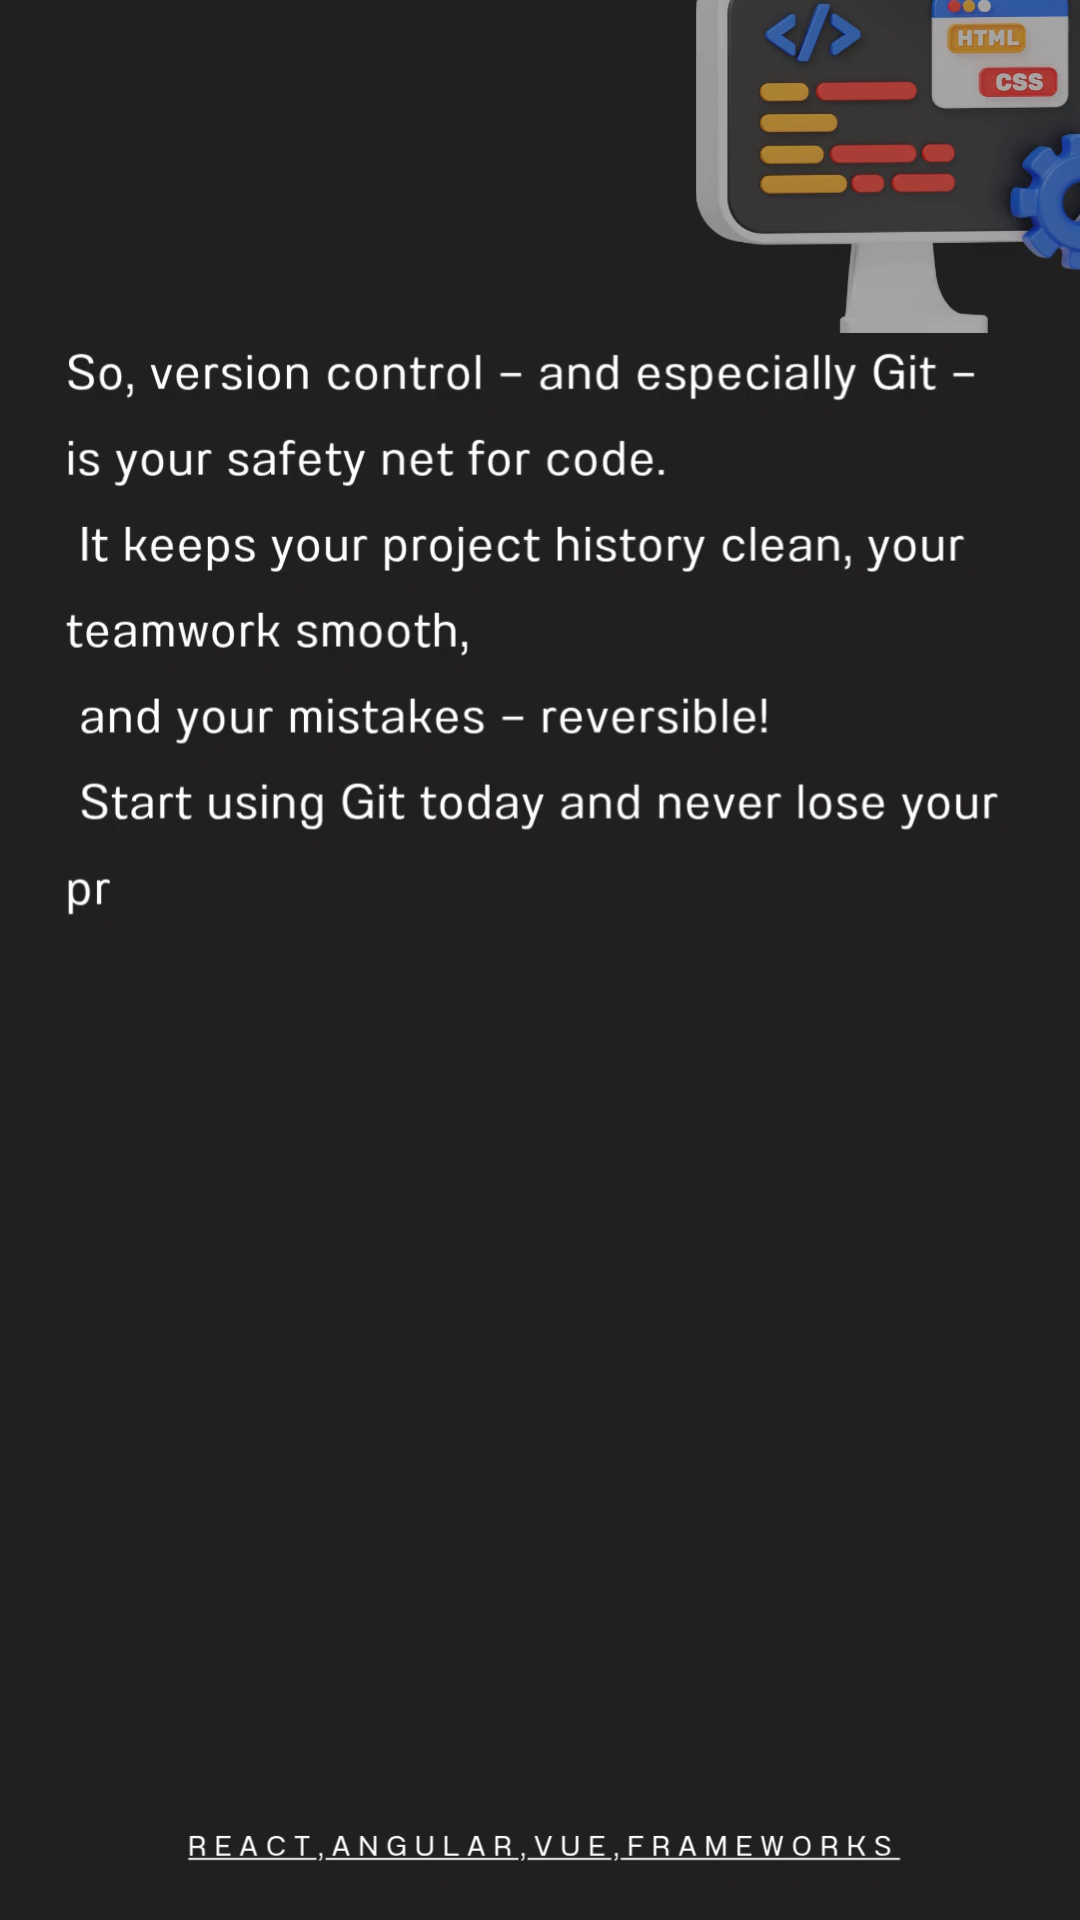 </>
HTML
CSS
So, version control – and especially Git –
is your safety net for code.
It keeps your project history clean, your
teamwork smooth,
and your mistakes – reversible!
Start using Git today and never lose your
pr
REACT,ANGULAR,VUE,FRAMEWORKS